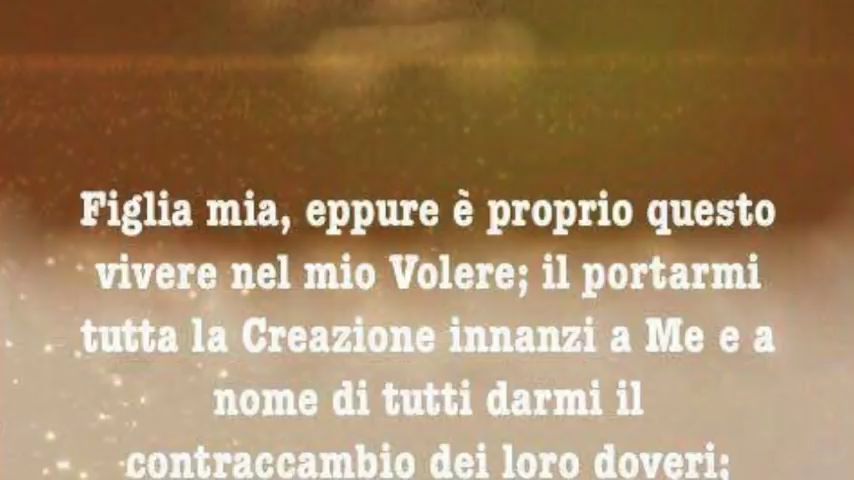 Figlia mia, eppure è proprio questo
vivere nel mio Volere; il portarmi
tutta la Creazione innanzi a Me e a
nome di tutti darmi il
contraccambio dei loro doveri;